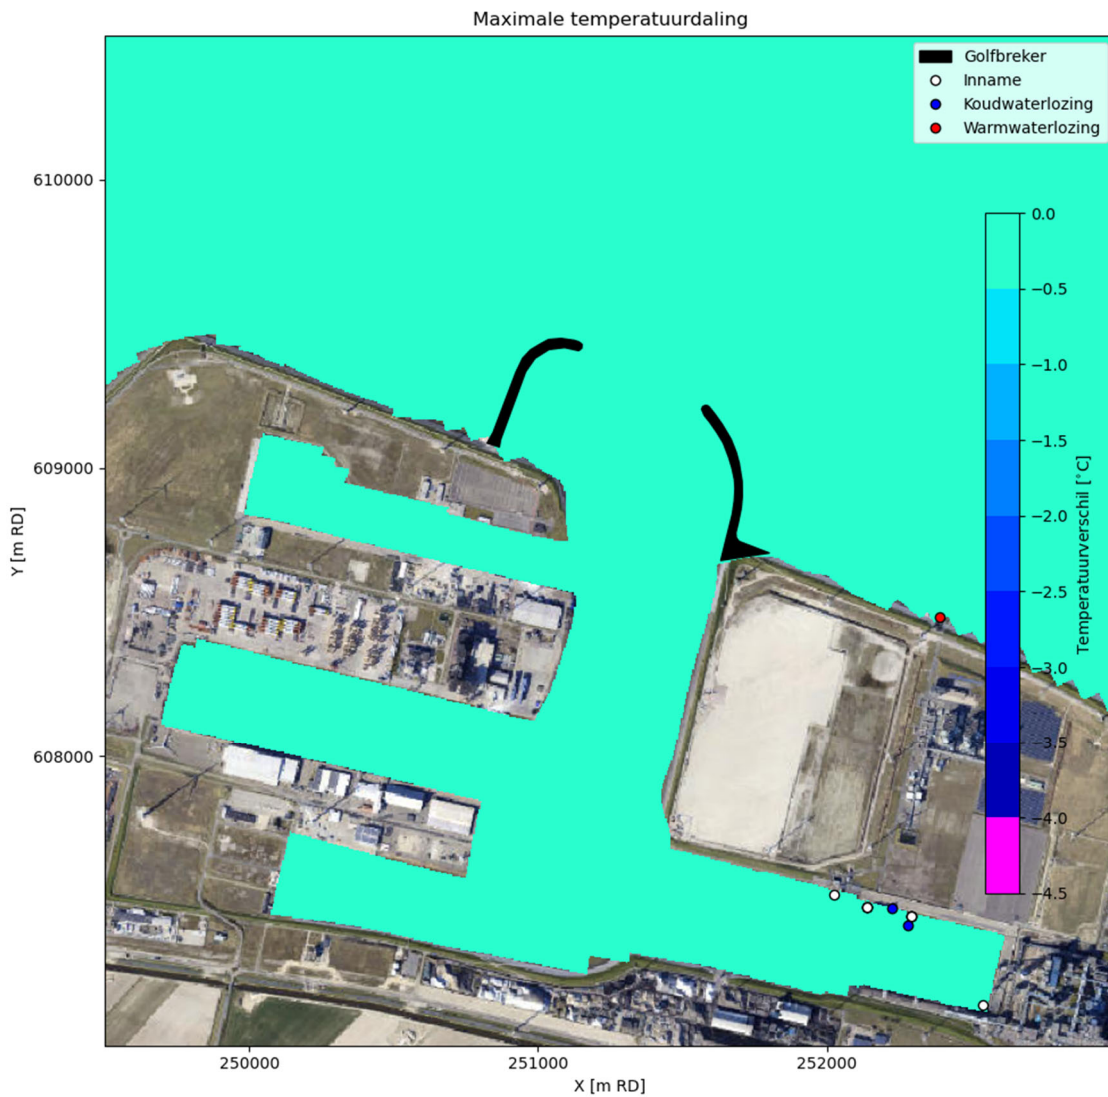 Maximale temperatuurdaling
Golfbreker
Inname
Koudwaterlozing
Warmwaterlozing
610000
609000
608000
Y [m RD]
0.0
−0.5
−1.0
−1.5
−2.0
−2.5
−3.0
−3.5
−4.0
−4.5
Temperatuurverschil [°C]
250000
251000
252000
X [m RD]